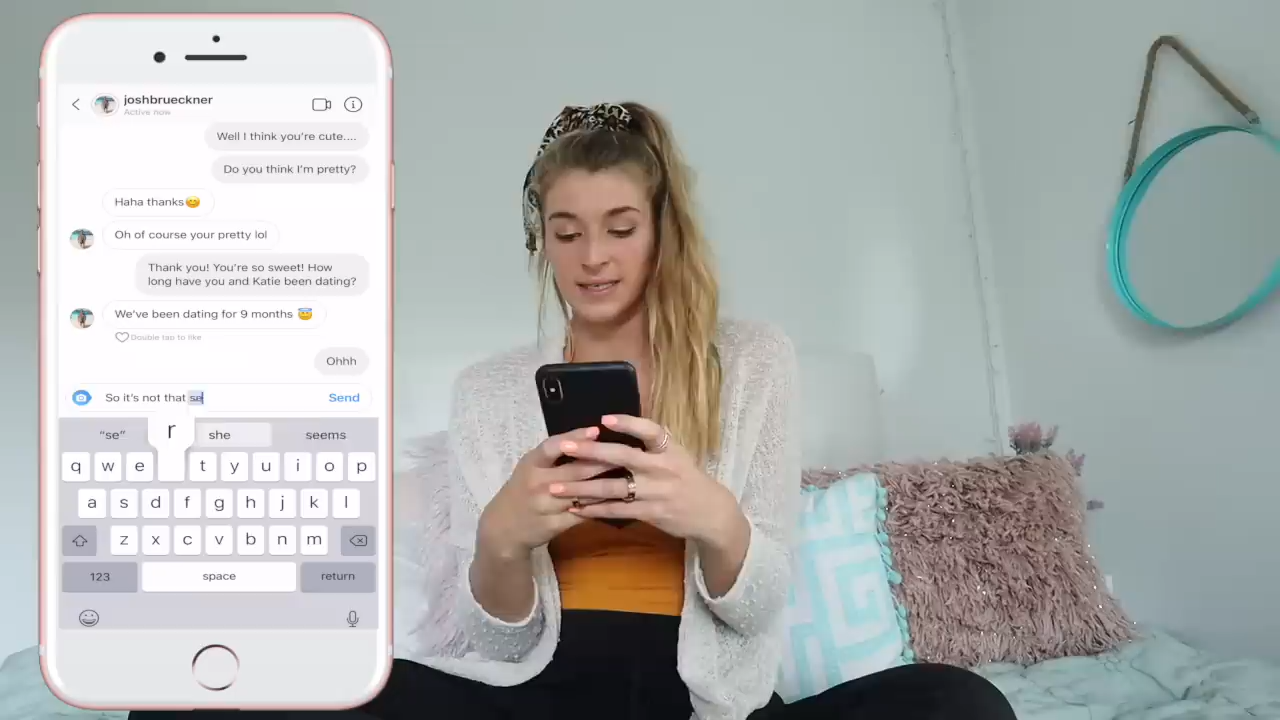 joshbrueckner
Active now
Well I think you're cute....
Do you think I'm pretty?
Haha thanks😊
Oh of course your pretty lol
Thank you! You're so sweet! How
long have you and Katie been dating?
We've been dating for 9 months 😇
Double tap to like
Ohhh
So it's not that se
Send
"se"
she
seems
r
q w e t y u i o p
a s d f g h j k l
z x c v b n m
123
space
return